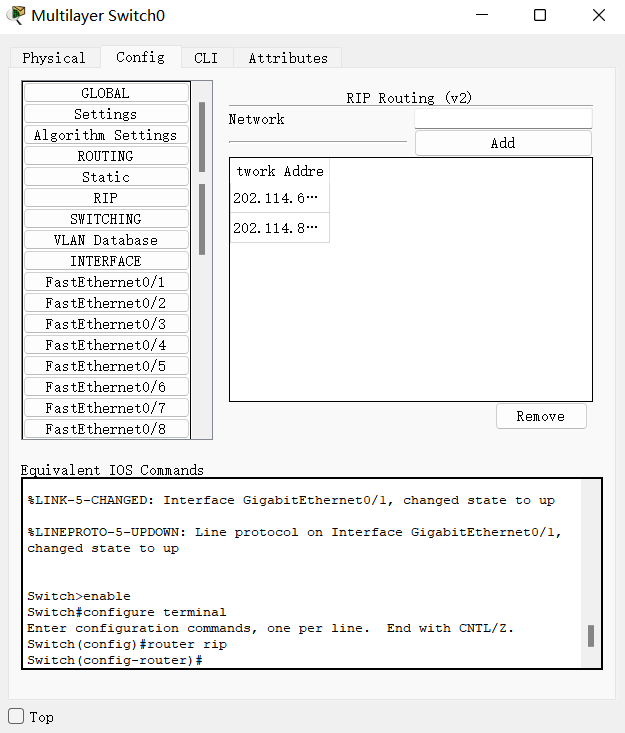 Multilayer Switch0
Physical Config CLI Attributes
GLOBAL
Settings
Algorithm Settings
ROUTING
Static
RIP
SWITCHING
VLAN Database
INTERFACE
FastEthernet0/1
FastEthernet0/2
FastEthernet0/3
FastEthernet0/4
FastEthernet0/5
FastEthernet0/6
FastEthernet0/7
FastEthernet0/8
RIP Routing (v2)
Network
Add
twork Addre
202.114.6…
202.114.8…
Remove
Equivalent IOS Commands
%LINK-5-CHANGED: Interface GigabitEthernet0/1, changed state to up
%LINEPROTO-5-UPDOWN: Line protocol on Interface GigabitEthernet0/1,
changed state to up
Switch>enable
Switch#configure terminal
Enter configuration commands, one per line.  End with CNTL/Z.
Switch(config)#router rip
Switch(config-router)#
Top